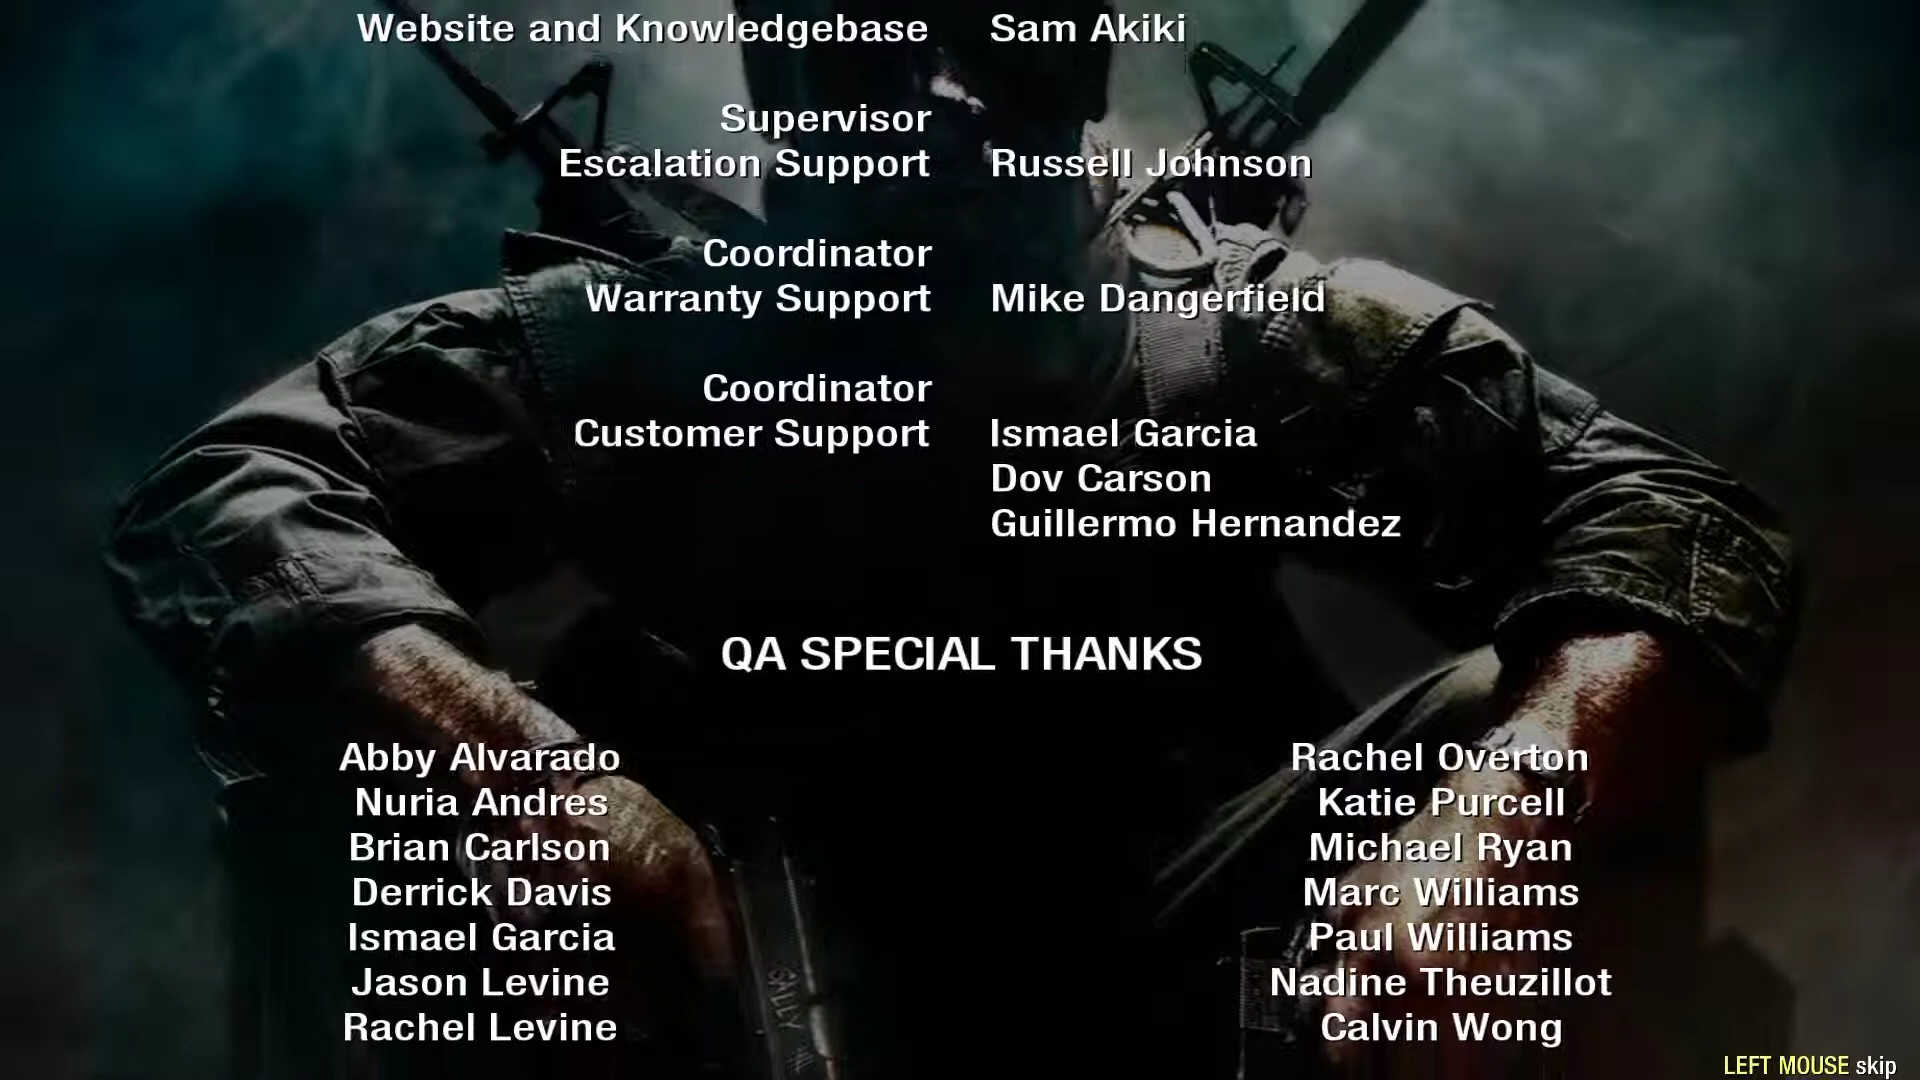 Website and Knowledgebase Sam Akiki
Supervisor
Escalation Support Russell Johnson
Coordinator
Warranty Support Mike Dangerfield
Coordinator
Customer Support Ismael Garcia
Dov Carson
Guillermo Hernandez
QA SPECIAL THANKS
Abby Alvarado
Nuria Andres
Brian Carlson
Derrick Davis
Ismael Garcia
Jason Levine
Rachel Levine
Rachel Overton
Katie Purcell
Michael Ryan
Marc Williams
Paul Williams
Nadine Theuzillot
Calvin Wong
SALLY
LEFT MOUSE skip